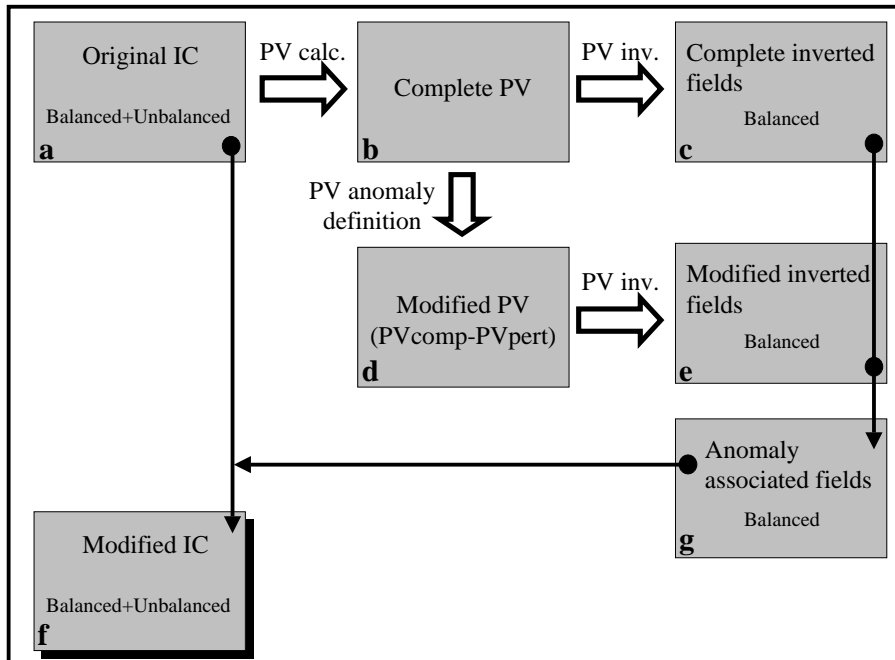 Original IC
Balanced+Unbalanced
a
PV calc.
Complete PV
b
PV inv.
Complete inverted
fields
Balanced
c
PV anomaly
definition
Modified PV
(PVcomp-PVpert)
d
PV inv.
Modified inverted
fields
Balanced
e
Anomaly
associated fields
Balanced
g
Modified IC
Balanced+Unbalanced
f